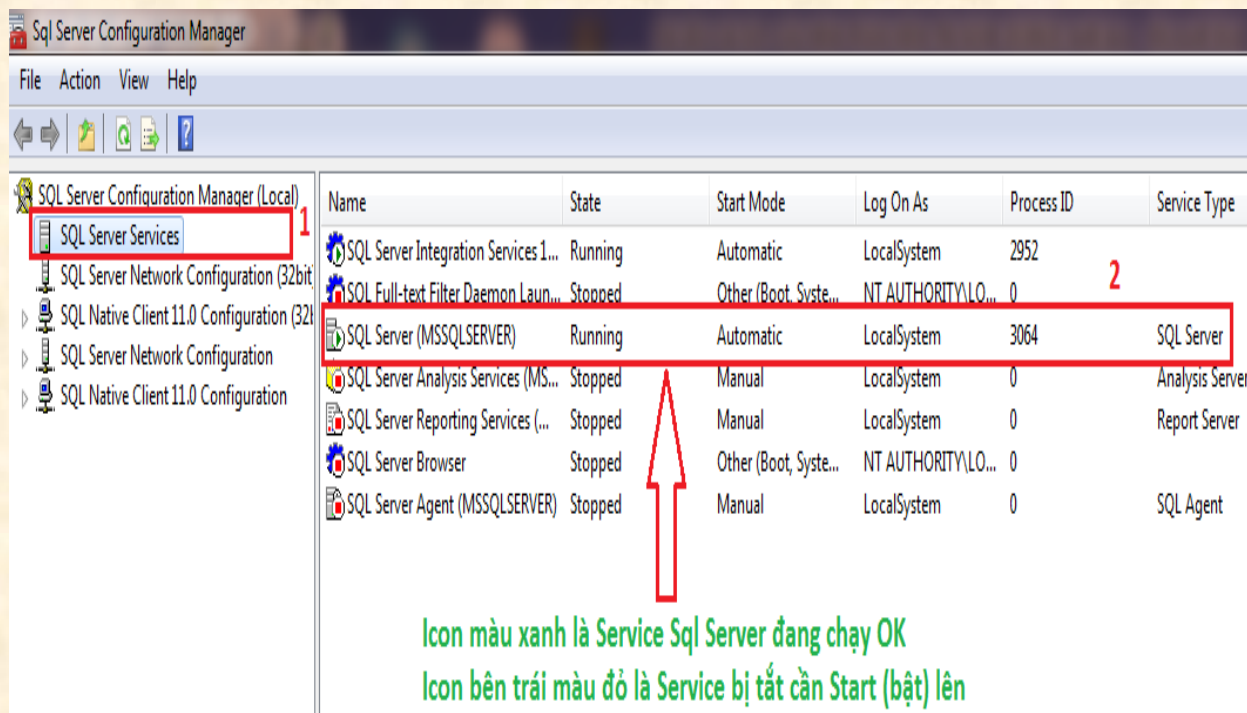 Sql Server Configuration Manager
File Action View Help
SQL Server Configuration Manager (Local)
SQL Server Services
1
SQL Server Network Configuration (32bit
SQL Native Client 11.0 Configuration (32b
SQL Server Network Configuration
SQL Native Client 11.0 Configuration
Name State Start Mode Log On As Process ID Service Type
SQL Server Integration Services 1... Running Automatic LocalSystem 2952
2
SQL Full-text Filter Daemon Laun... Stopped Other (Boot, Syste... NT AUTHORITY\LO... 0
SQL Server (MSSQLSERVER) Running Automatic LocalSystem 3064 SQL Server
SQL Server Analysis Services (MS... Stopped Manual LocalSystem 0 Analysis Server
SQL Server Reporting Services (... Stopped Manual LocalSystem 0 Report Server
SQL Server Browser Stopped Other (Boot, Syste... NT AUTHORITY\LO... 0
SQL Server Agent (MSSQLSERVER) Stopped Manual LocalSystem 0 SQL Agent
Icon màu xanh là Service Sql Server đang chạy OK
Icon bên trái màu đỏ là Service bị tắt cần Start (bật) lên